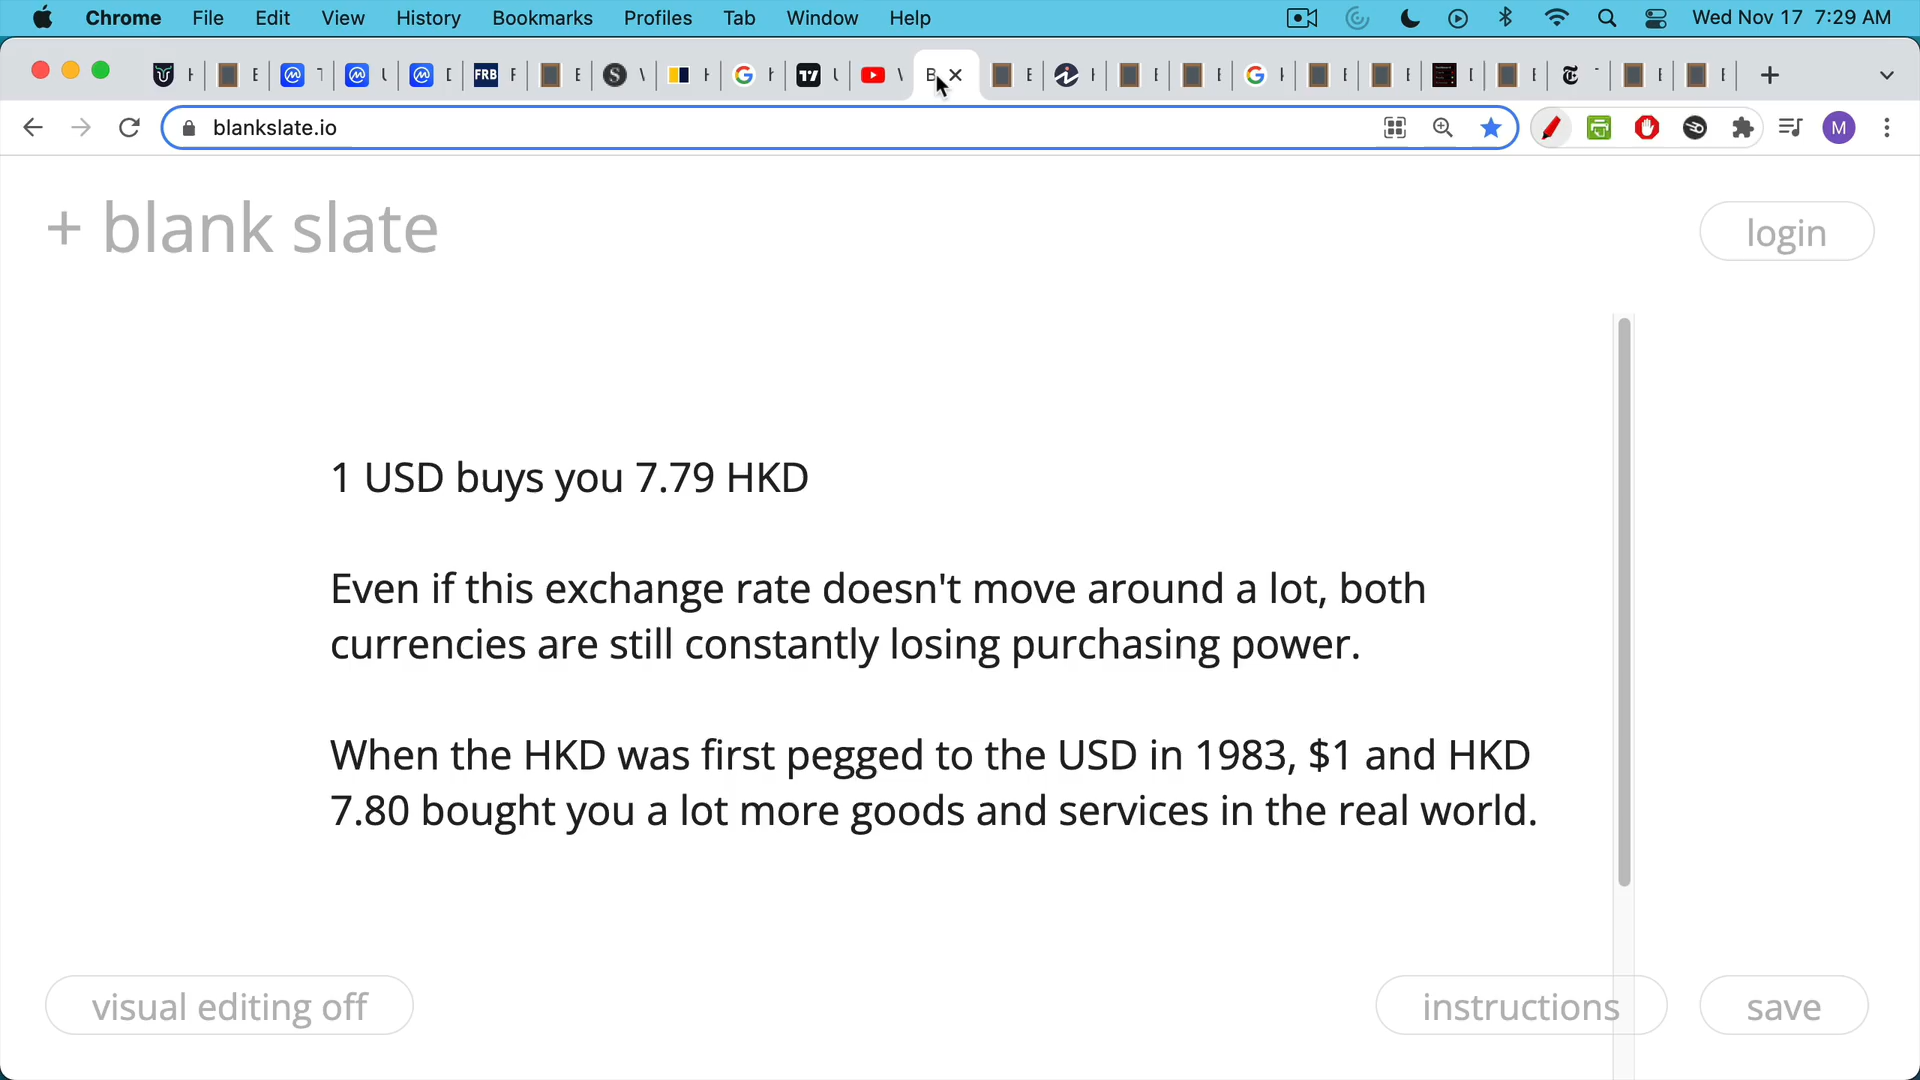 Chrome File Edit View History Bookmarks Profiles Tab Window Help Wed Nov 17 7:29 AM
FRB
blankslate.io M
+ blank slate login
1 USD buys you 7.79 HKD
Even if this exchange rate doesn't move around a lot, both
currencies are still constantly losing purchasing power.
When the HKD was first pegged to the USD in 1983, $1 and HKD
7.80 bought you a lot more goods and services in the real world.
visual editing off instructions save